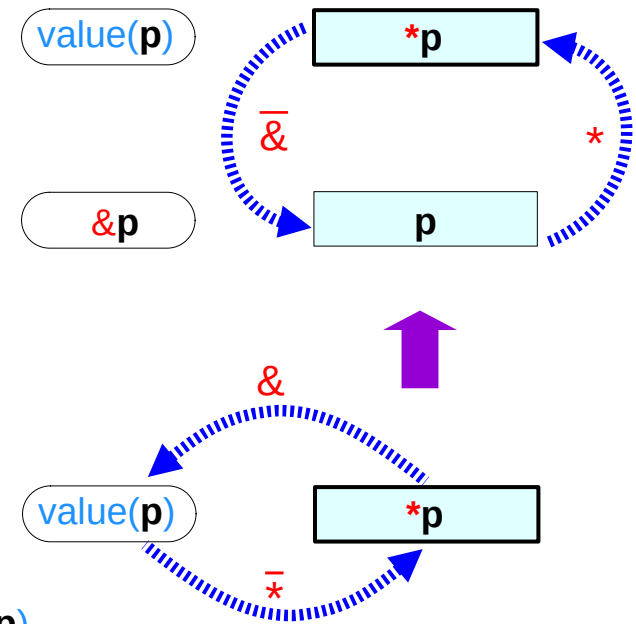 value(p) *p
&̅ *
&p p
&
value(p) *p
*̅
p)